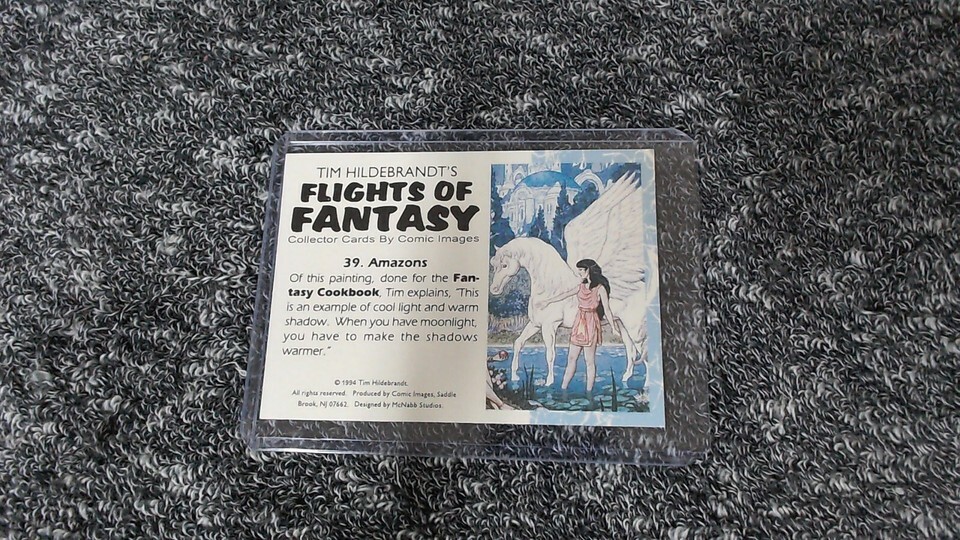 TIM HILDEBRANDT'S
FLIGHTS OF
FANTASY
Collector Cards By Comic Images
39. Amazons
Of this painting, done for the Fan-
tasy Cookbook, Tim explains, "This
is an example of cool light and warm
shadow. When you have moonlight,
you have to make the shadows
warmer."
© 1994 Tim Hildebrandt.
All rights reserved. Produced by Comic Images, Saddle
Brook, NJ 07662. Designed by McNabb Studios.